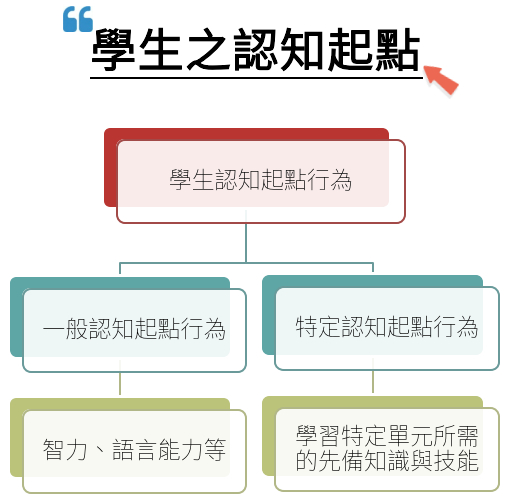 學生之認知起點
學生認知起點行為
一般認知起點行為
特定認知起點行為
智力、語言能力等
學習特定單元所需
的先備知識與技能